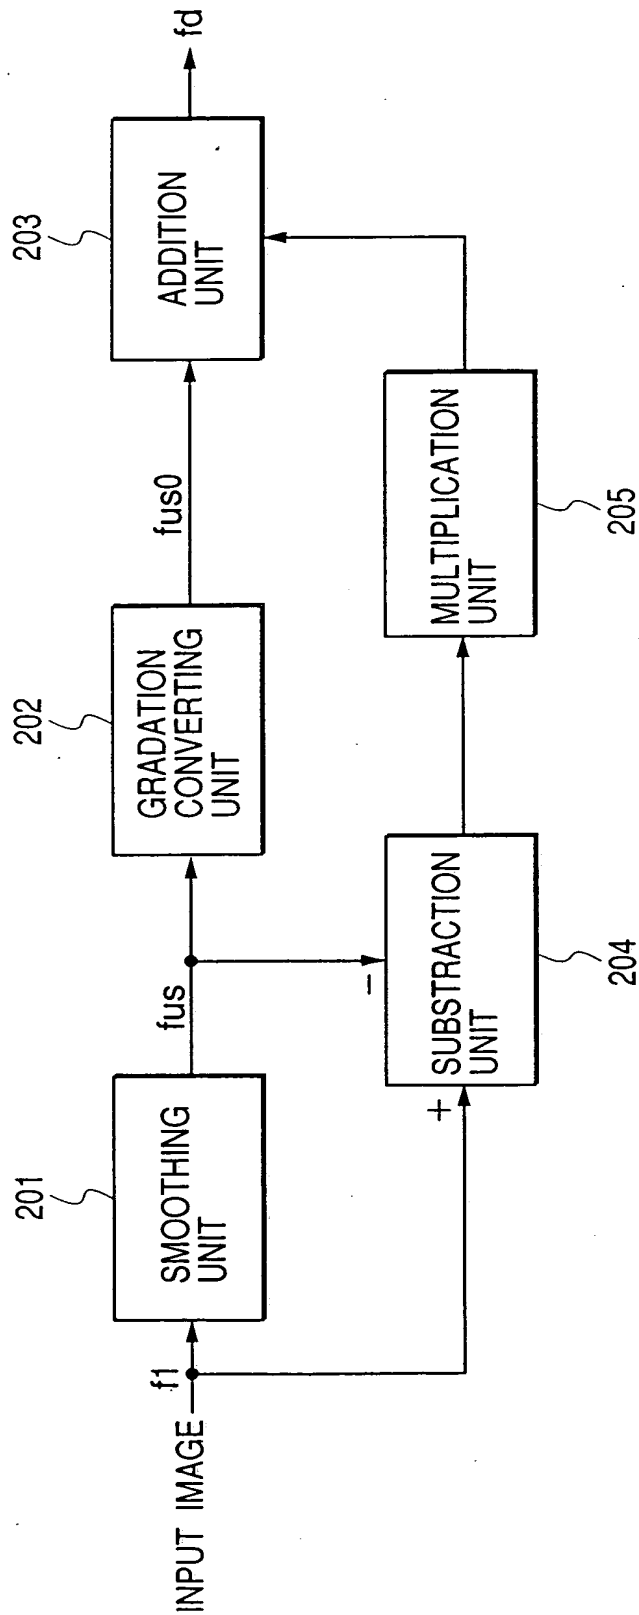 INPUT IMAGE
f1
201
SMOOTHING
UNIT
fus
202
GRADATION
CONVERTING
UNIT
fus0
203
ADDITION
UNIT
fd
+
-
SUBSTRACTION
UNIT
204
MULTIPLICATION
UNIT
205